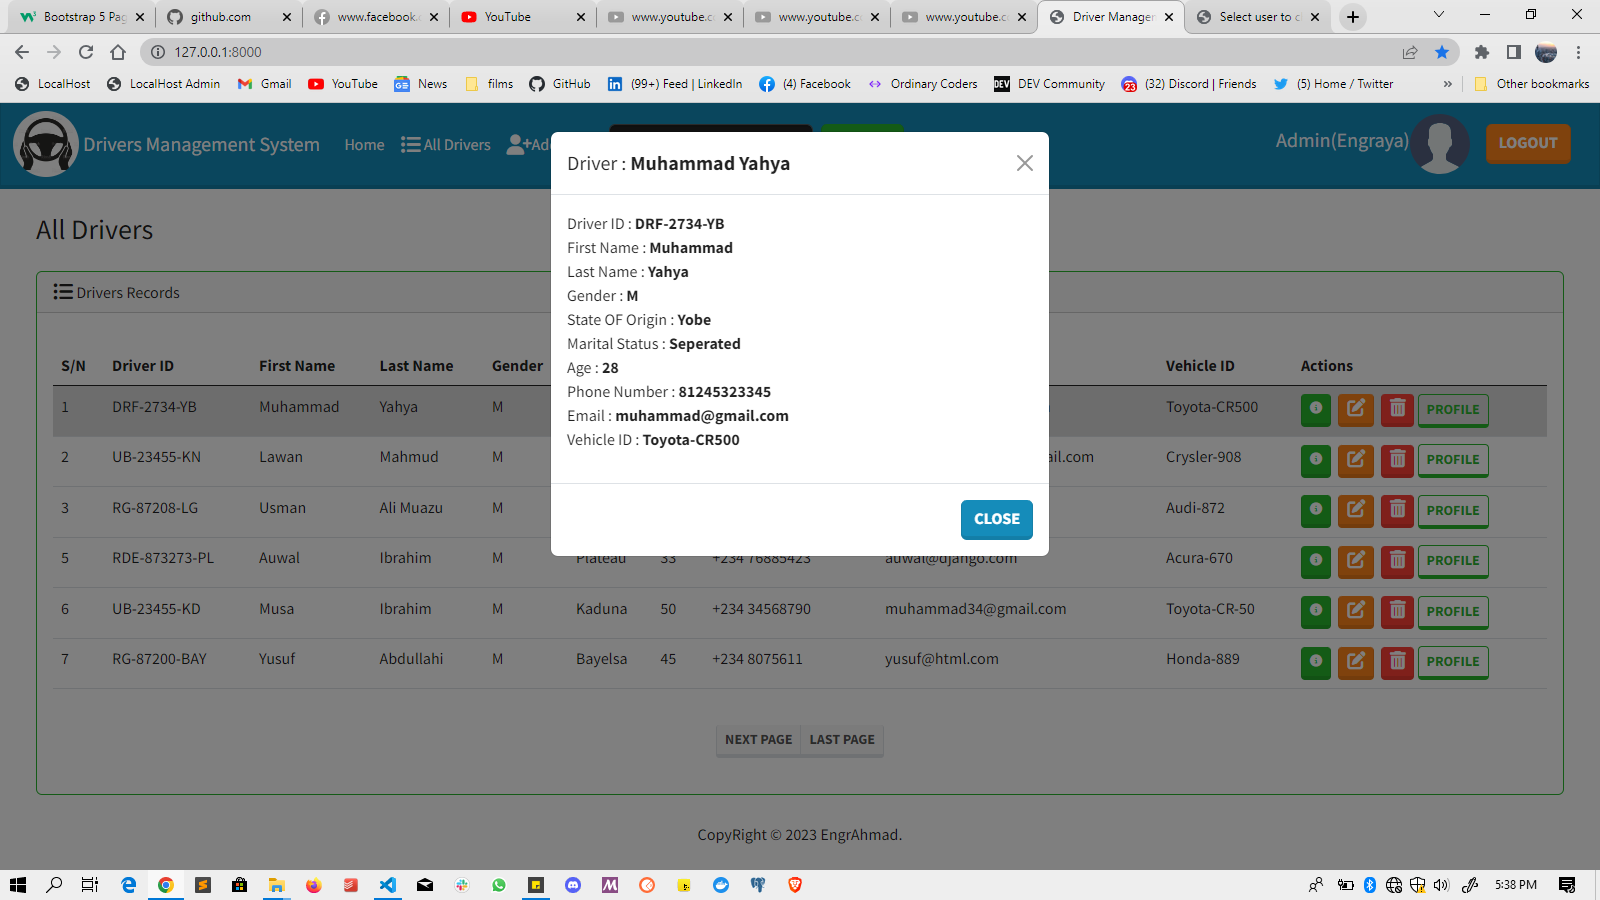 Bootstrap 5 Pag
github.com
www.facebook.c
YouTube
www.youtube.c
www.youtube.c
www.youtube.c
Driver Managem
Select user to c
127.0.0.1:8000
LocalHost
LocalHost Admin
Gmail
YouTube
News
films
GitHub
(99+) Feed | LinkedIn
(4) Facebook
Ordinary Coders
DEV
DEV Community
23
(32) Discord | Friends
(5) Home / Twitter
»
Other bookmarks
Drivers Management System
Home
All Drivers
Ad
Admin(Engraya)
LOGOUT
Driver : Muhammad Yahya
Driver ID : DRF-2734-YB
First Name : Muhammad
Last Name : Yahya
Gender : M
State OF Origin : Yobe
Marital Status : Seperated
Age : 28
Phone Number : 81245323345
Email : muhammad@gmail.com
Vehicle ID : Toyota-CR500
CLOSE
All Drivers
Drivers Records
S/N Driver ID First Name Last Name Gender Vehicle ID Actions
1 DRF-2734-YB Muhammad Yahya M Toyota-CR500 PROFILE
2 UB-23455-KN Lawan Mahmud M ail.com Crysler-908 PROFILE
3 RG-87208-LG Usman Ali Muazu M Audi-872 PROFILE
5 RDE-873273-PL Auwal Ibrahim M Plateau 33 +234 76885423 auwal@django.com Acura-670 PROFILE
6 UB-23455-KD Musa Ibrahim M Kaduna 50 +234 34568790 muhammad34@gmail.com Toyota-CR-50 PROFILE
7 RG-87200-BAY Yusuf Abdullahi M Bayelsa 45 +234 8075611 yusuf@html.com Honda-889 PROFILE
NEXT PAGE LAST PAGE
CopyRight © 2023 EngrAhmad.
5:38 PM